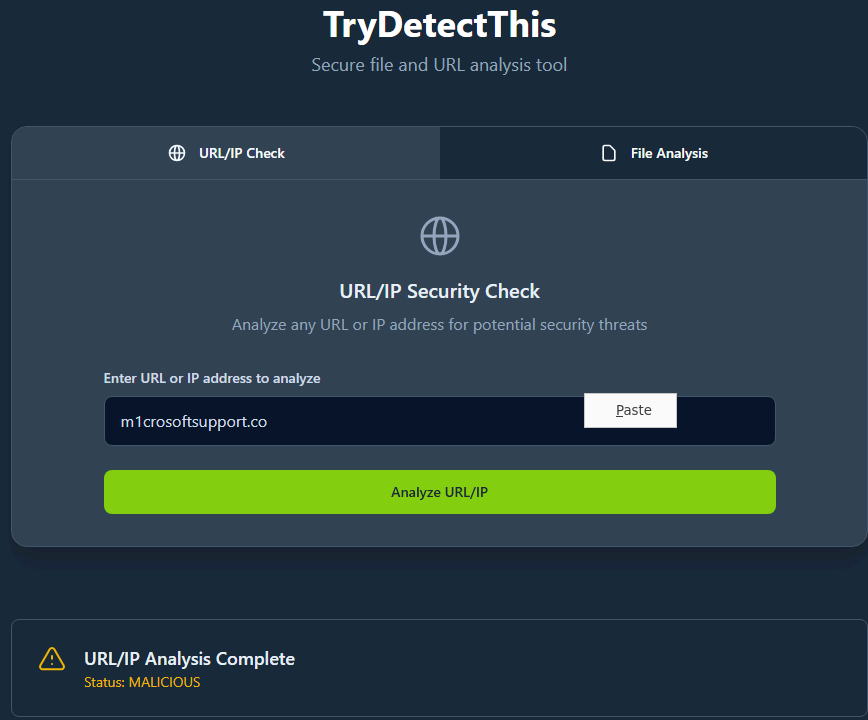 TryDetectThis
Secure file and URL analysis tool
URL/IP Check
File Analysis
URL/IP Security Check
Analyze any URL or IP address for potential security threats
Enter URL or IP address to analyze
m1crosoftsupport.co
Paste
Analyze URL/IP
URL/IP Analysis Complete
Status: MALICIOUS